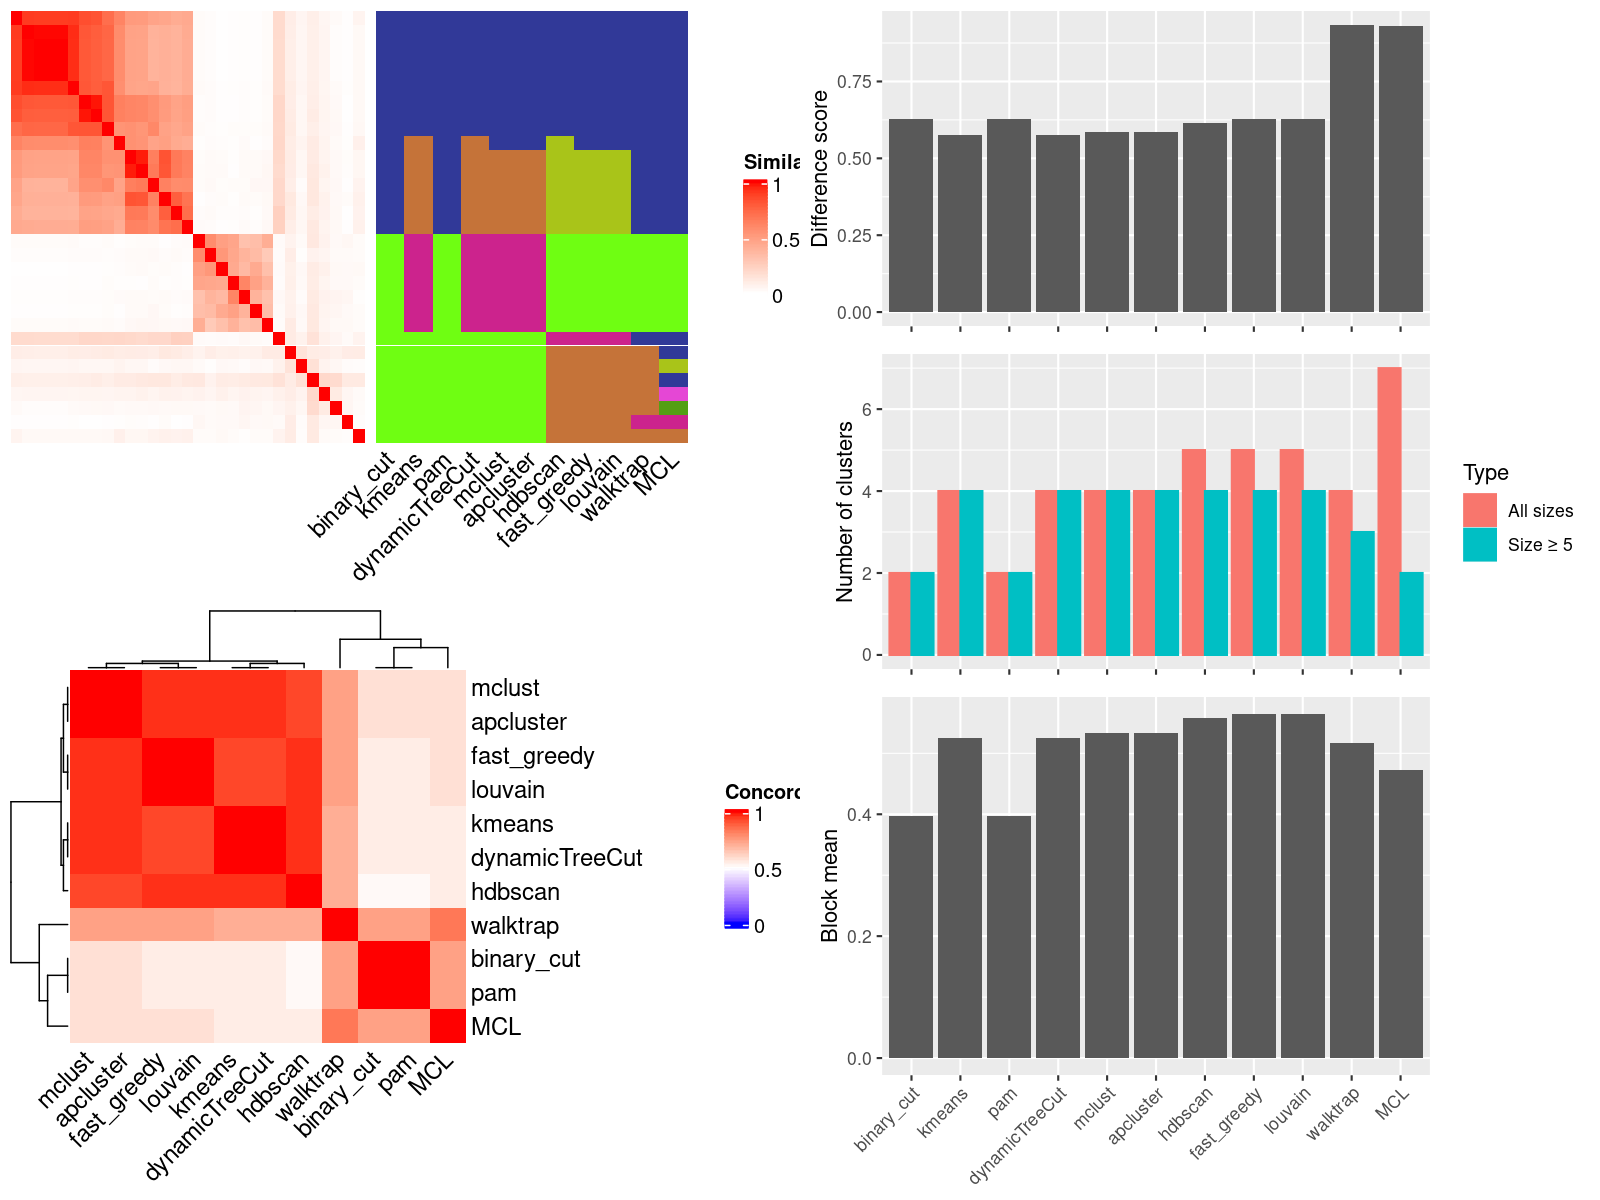 Simila
1
0.5
0
binary_cut
kmeans
pam
dynamicTreeCut
mclust
apcluster
hdbscan
fast_greedy
louvain
walktrap
MCL
mclust
apcluster
fast_greedy
louvain
kmeans
dynamicTreeCut
hdbscan
walktrap
binary_cut
pam
MCL
mclust
apcluster
fast_greedy
louvain
kmeans
dynamicTreeCut
hdbscan
walktrap
binary_cut
pam
MCL
Concord
1
0.5
0
Difference score
0.75
0.50
0.25
0.00
Number of clusters
6
4
2
0
Type
All sizes
Size ≥ 5
Block mean
0.4
0.2
0.0
binary_cut
kmeans
pam
dynamicTreeCut
mclust
apcluster
hdbscan
fast_greedy
louvain
walktrap
MCL